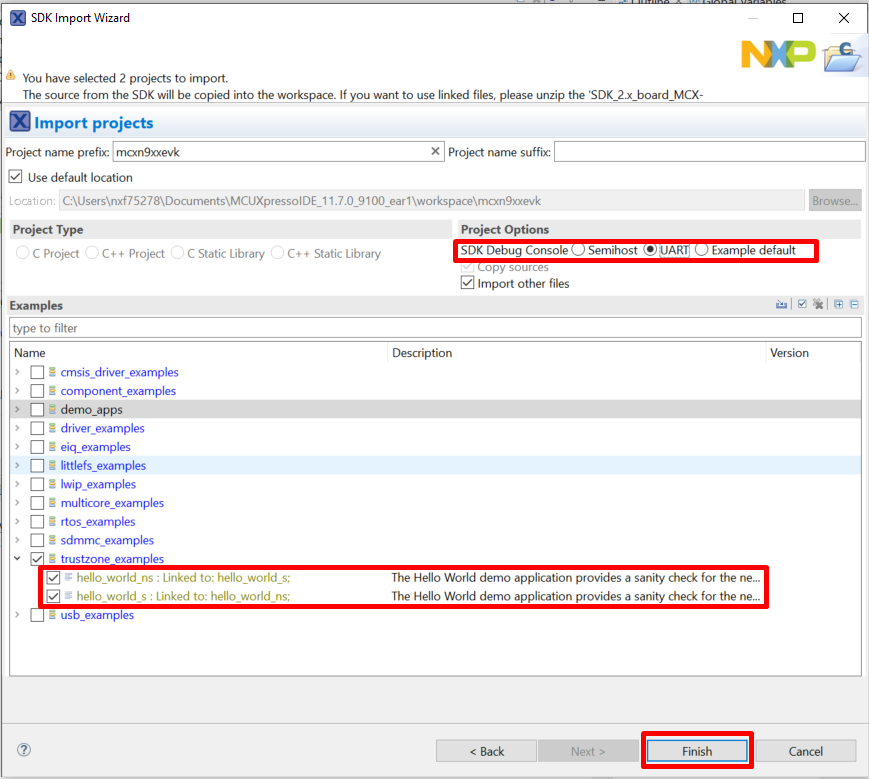 SDK Import Wizard
NXP
You have selected 2 projects to import.
The source from the SDK will be copied into the workspace. If you want to use linked files, please unzip the 'SDK_2.x_board_MCX-
Import projects
Project name prefix: mcxn9xxevk Project name suffix:
Use default location
Location: C:\Users\nxf75278\Documents\MCUXpressoIDE_11.7.0_9100_ear1\workspace\mcxn9xxevk Browse...
Project Type Project Options
C Project C++ Project C Static Library C++ Static Library SDK Debug Console Semihost UART Example default
Copy sources
Import other files
Examples
type to filter
Name Description Version
cmsis_driver_examples
component_examples
demo_apps
driver_examples
eiq_examples
littlefs_examples
lwip_examples
multicore_examples
rtos_examples
sdmmc_examples
trustzone_examples
hello_world_ns : Linked to: hello_world_s; The Hello World demo application provides a sanity check for the ne...
hello_world_s : Linked to: hello_world_ns; The Hello World demo application provides a sanity check for the ne...
usb_examples
< Back Next > Finish Cancel